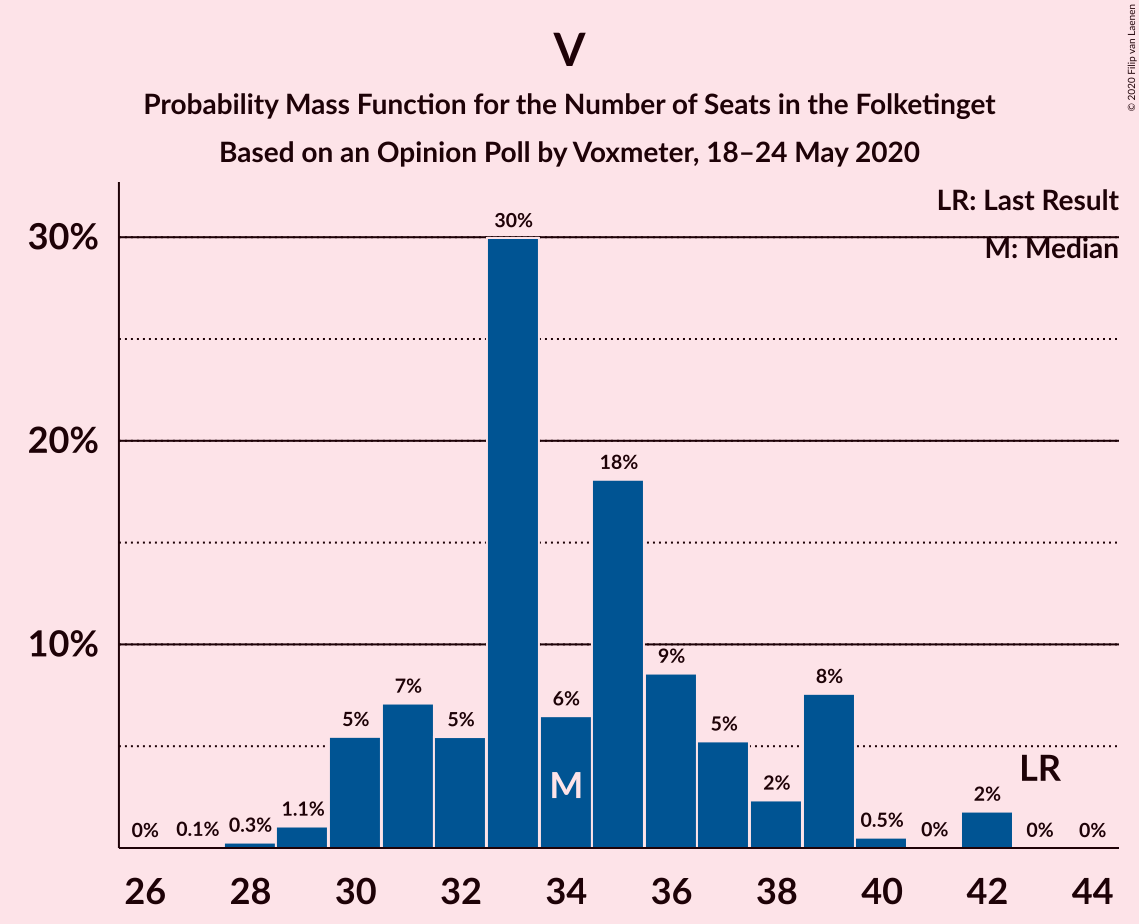 V
Probability Mass Function for the Number of Seats in the Folketinget
Based on an Opinion Poll by Voxmeter, 18–24 May 2020
© 2020 Filip van Laenen
LR: Last Result
M: Median
30%
20%
10%
0%
0.1%
0.3%
1.1%
5%
7%
5%
30%
6%
18%
9%
5%
2%
8%
0.5%
0%
2%
0%
0%
M
LR
26 28 30 32 34 36 38 40 42 44